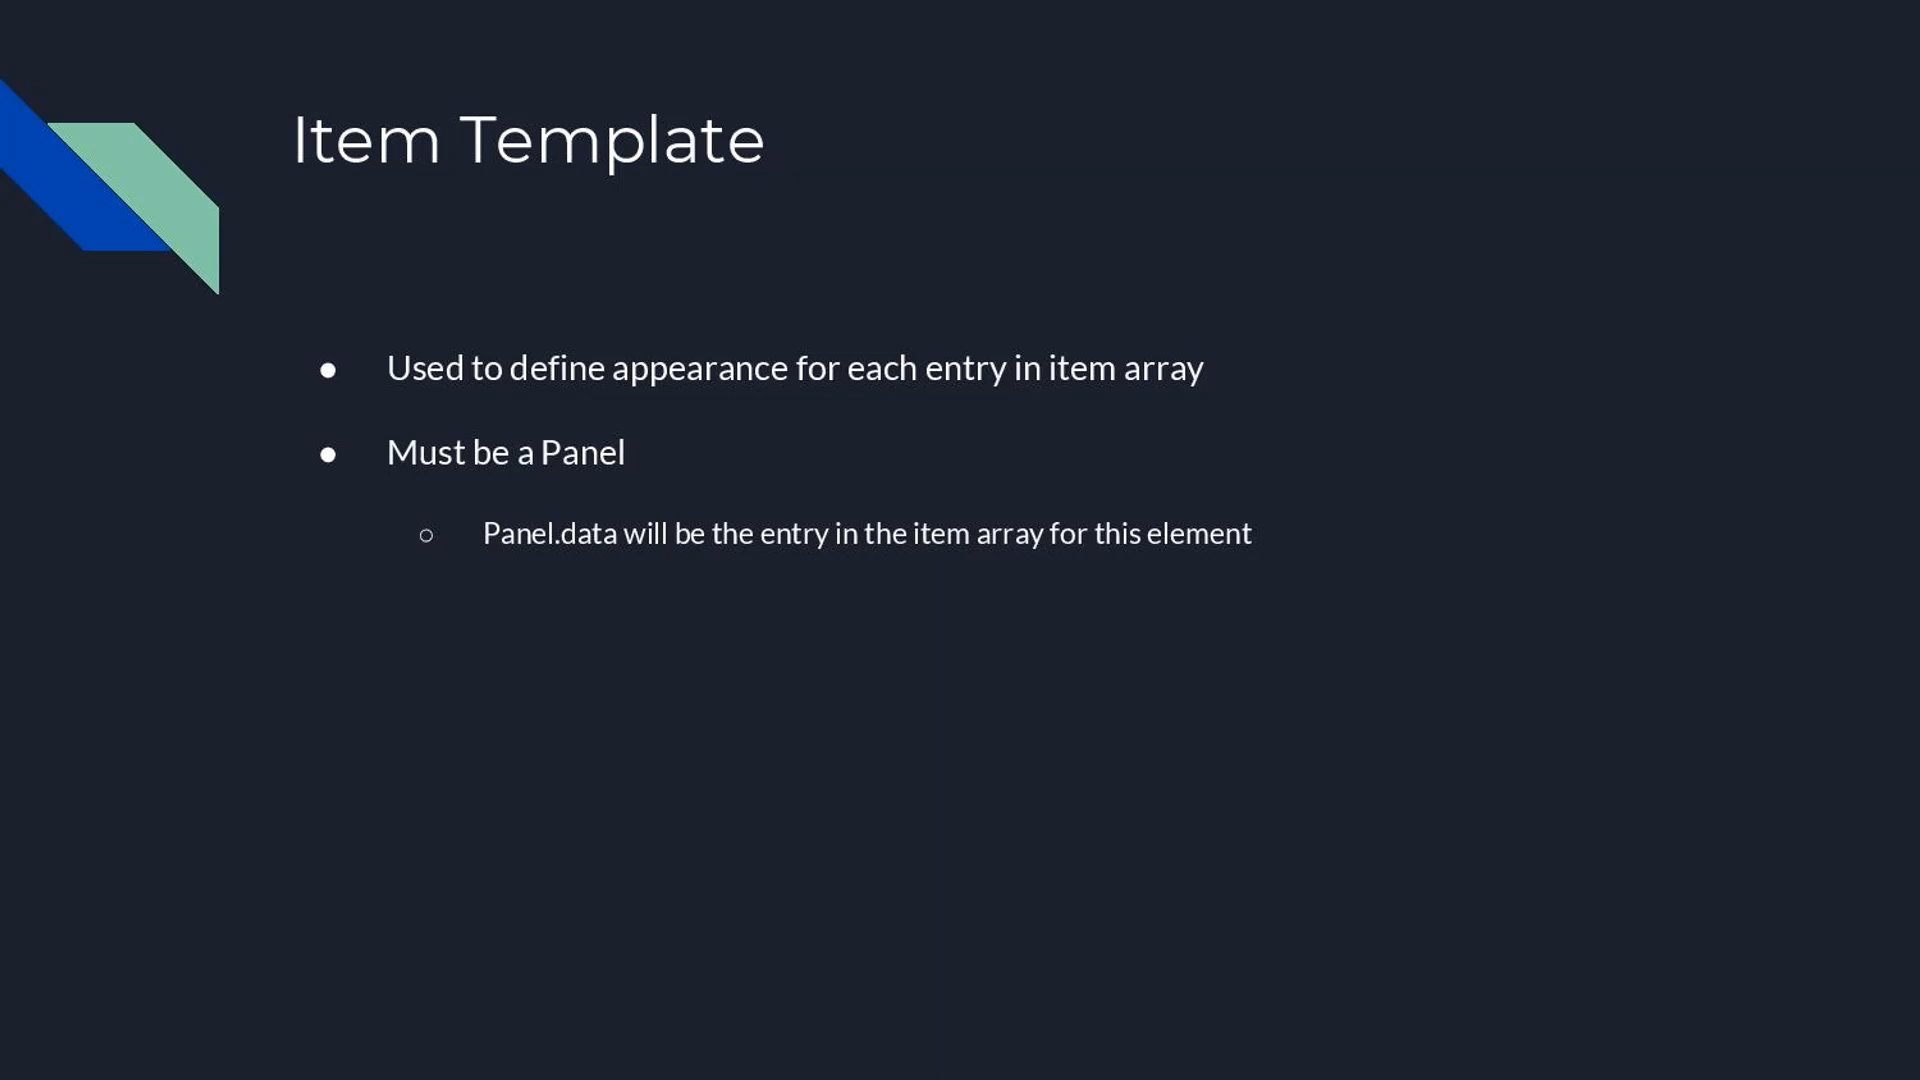 Item Template
● Used to define appearance for each entry in item array
● Must be a Panel
○ Panel.data will be the entry in the item array for this element